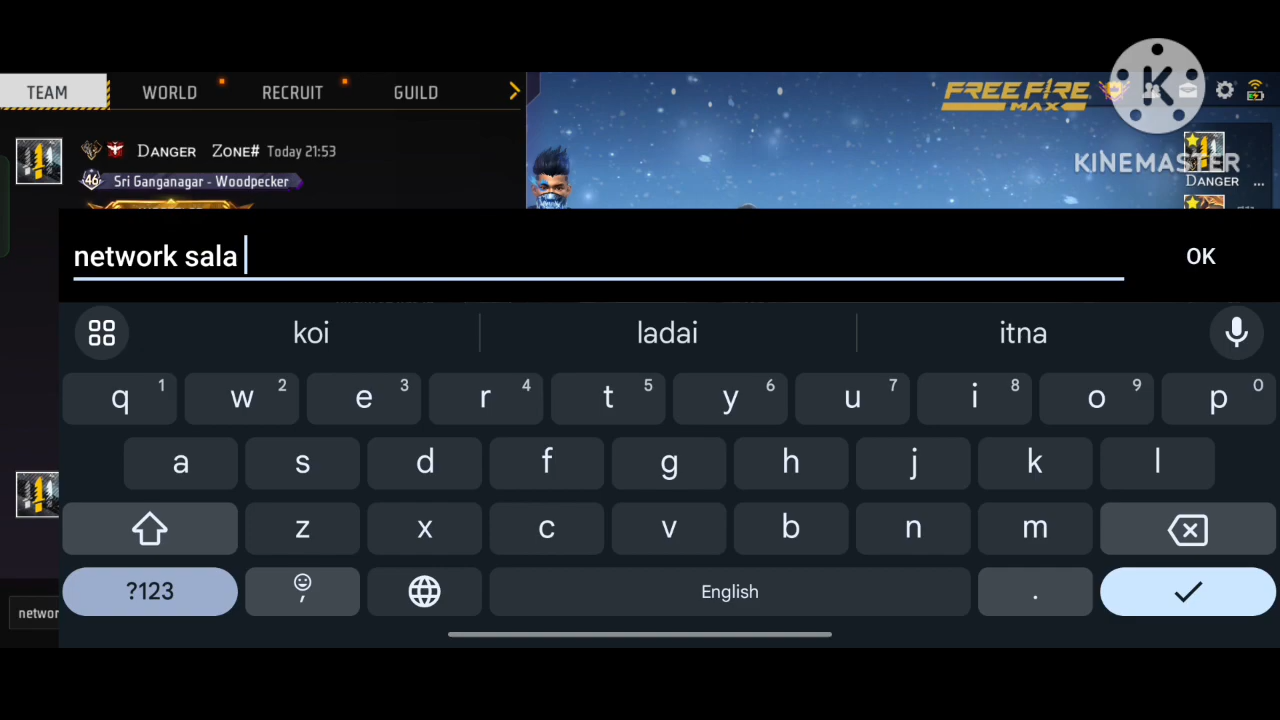 TEAM
WORLD
RECRUIT
GUILD
FREE FIRE
MAX
K
KINEMASTER
DANGER ZONE# Today 21:53
46 Sri Ganganagar - Woodpecker
DANGER ...
network sala
OK
koi
ladai
itna
q 1 w 2 e 3 r 4 t 5 y 6 u 7 i 8 o 9 p 0
a s d f g h j k l
z x c v b n m
?123 , English .
networ